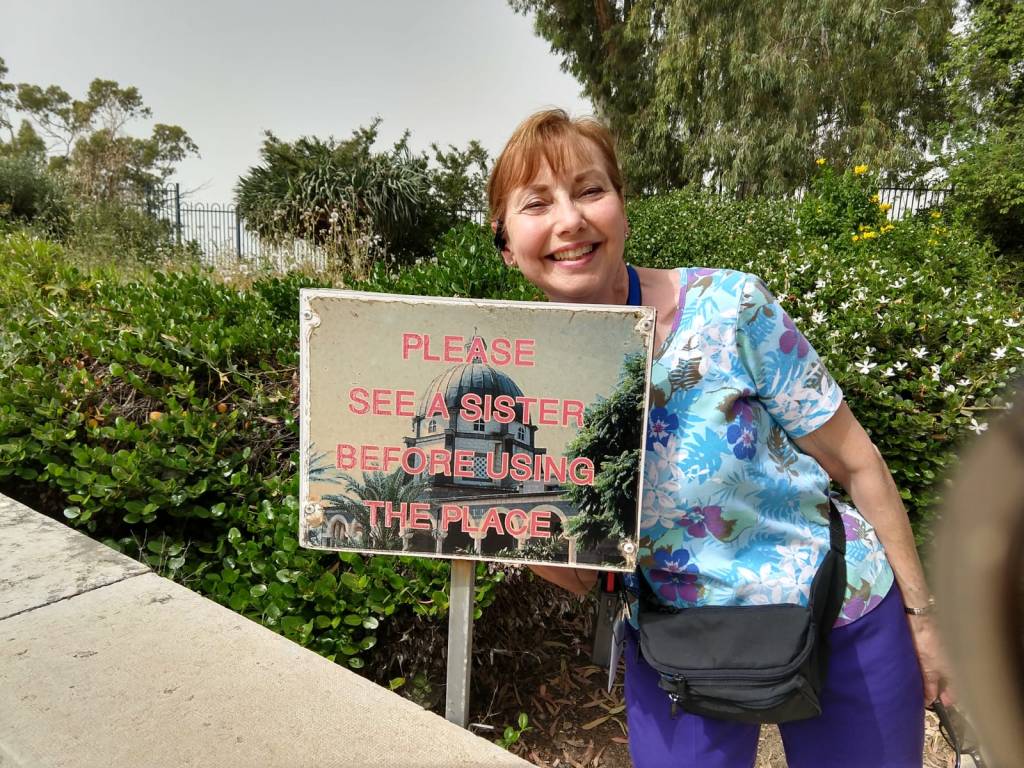 PLEASE
SEE A SISTER
BEFORE USING
THE PLACE